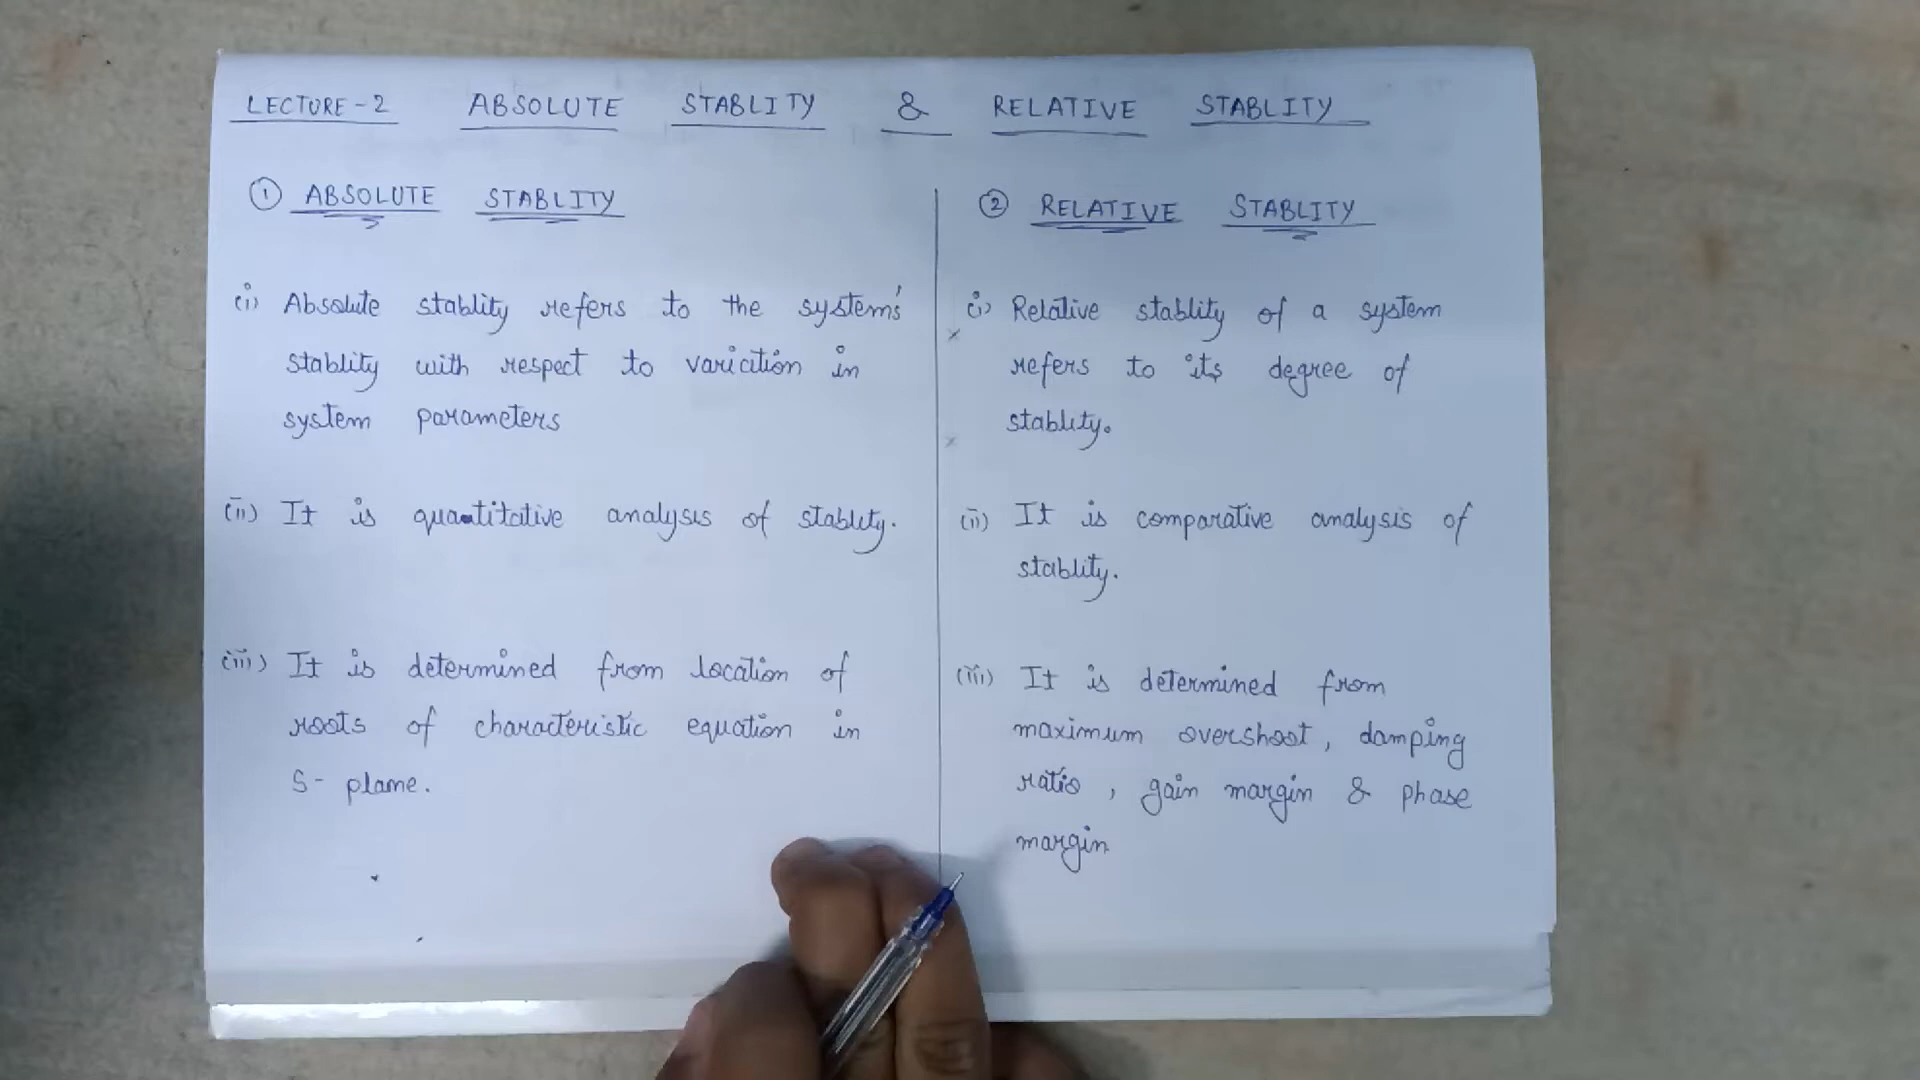 LECTURE-2 ABSOLUTE STABLITY & RELATIVE STABLITY
① ABSOLUTE STABLITY
(i) Absolute stablity refers to the system's
stablity with respect to variation in
system parameters
(ii) It is quantitative analysis of stablity.
(iii) It is determined from location of
roots of characteristic equation in
S- plane.
② RELATIVE STABLITY
(i) Relative stablity of a system
refers to its degree of
stablity.
(ii) It is comparative analysis of
stablity.
(iii) It is determined from
maximum overshoot, damping
ratio, gain margin & phase
margin